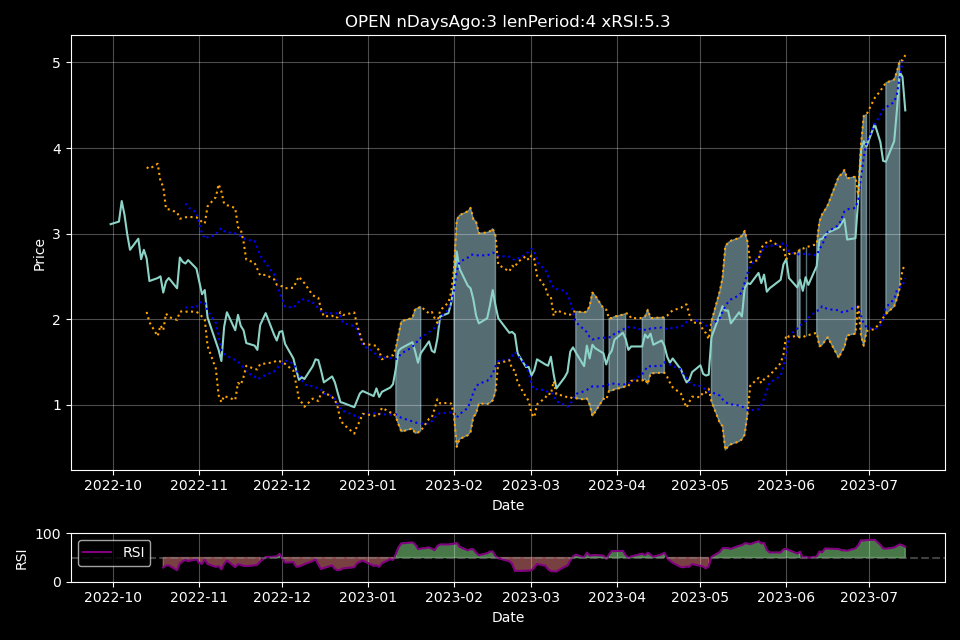 OPEN nDaysAgo:3 lenPeriod:4 xRSI:5.3
Price
5
4
3
2
1
2022-10 2022-11 2022-12 2023-01 2023-02 2023-03 2023-04 2023-05 2023-06 2023-07
Date
RSI
100
0
RSI
2022-10 2022-11 2022-12 2023-01 2023-02 2023-03 2023-04 2023-05 2023-06 2023-07
Date